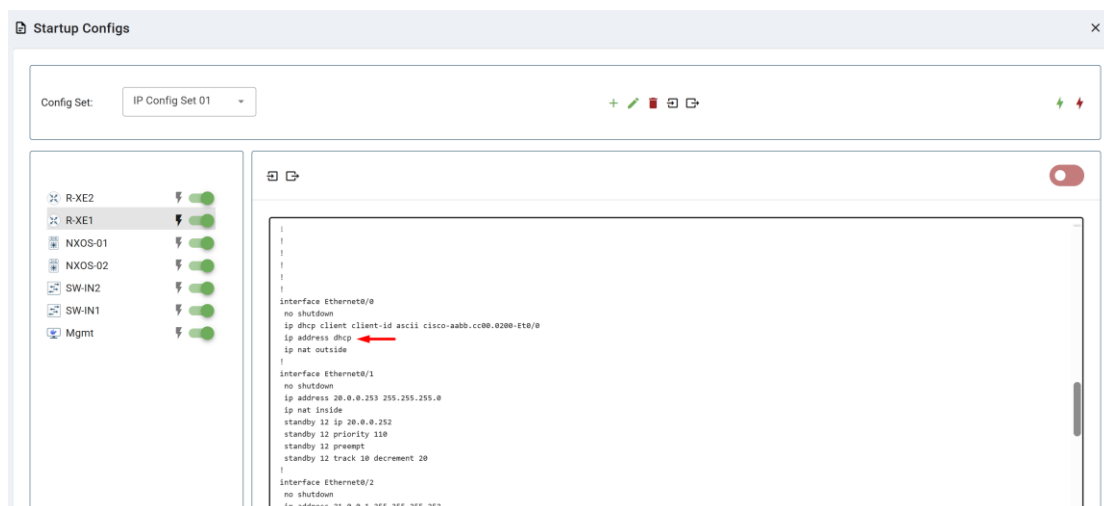 Startup Configs
Config Set:
IP Config Set 01
R-XE2
R-XE1
NXOS-01
NXOS-02
SW-IN2
SW-IN1
Mgmt
!
!
!
!
!
!
interface Ethernet0/0
no shutdown
ip dhcp client client-id ascii cisco-aabb.cc00.0200-Et0/0
ip address dhcp
ip nat outside
!
interface Ethernet0/1
no shutdown
ip address 20.0.0.253 255.255.255.0
ip nat inside
standby 12 ip 20.0.0.252
standby 12 priority 110
standby 12 preempt
standby 12 track 10 decrement 20
!
interface Ethernet0/2
no shutdown